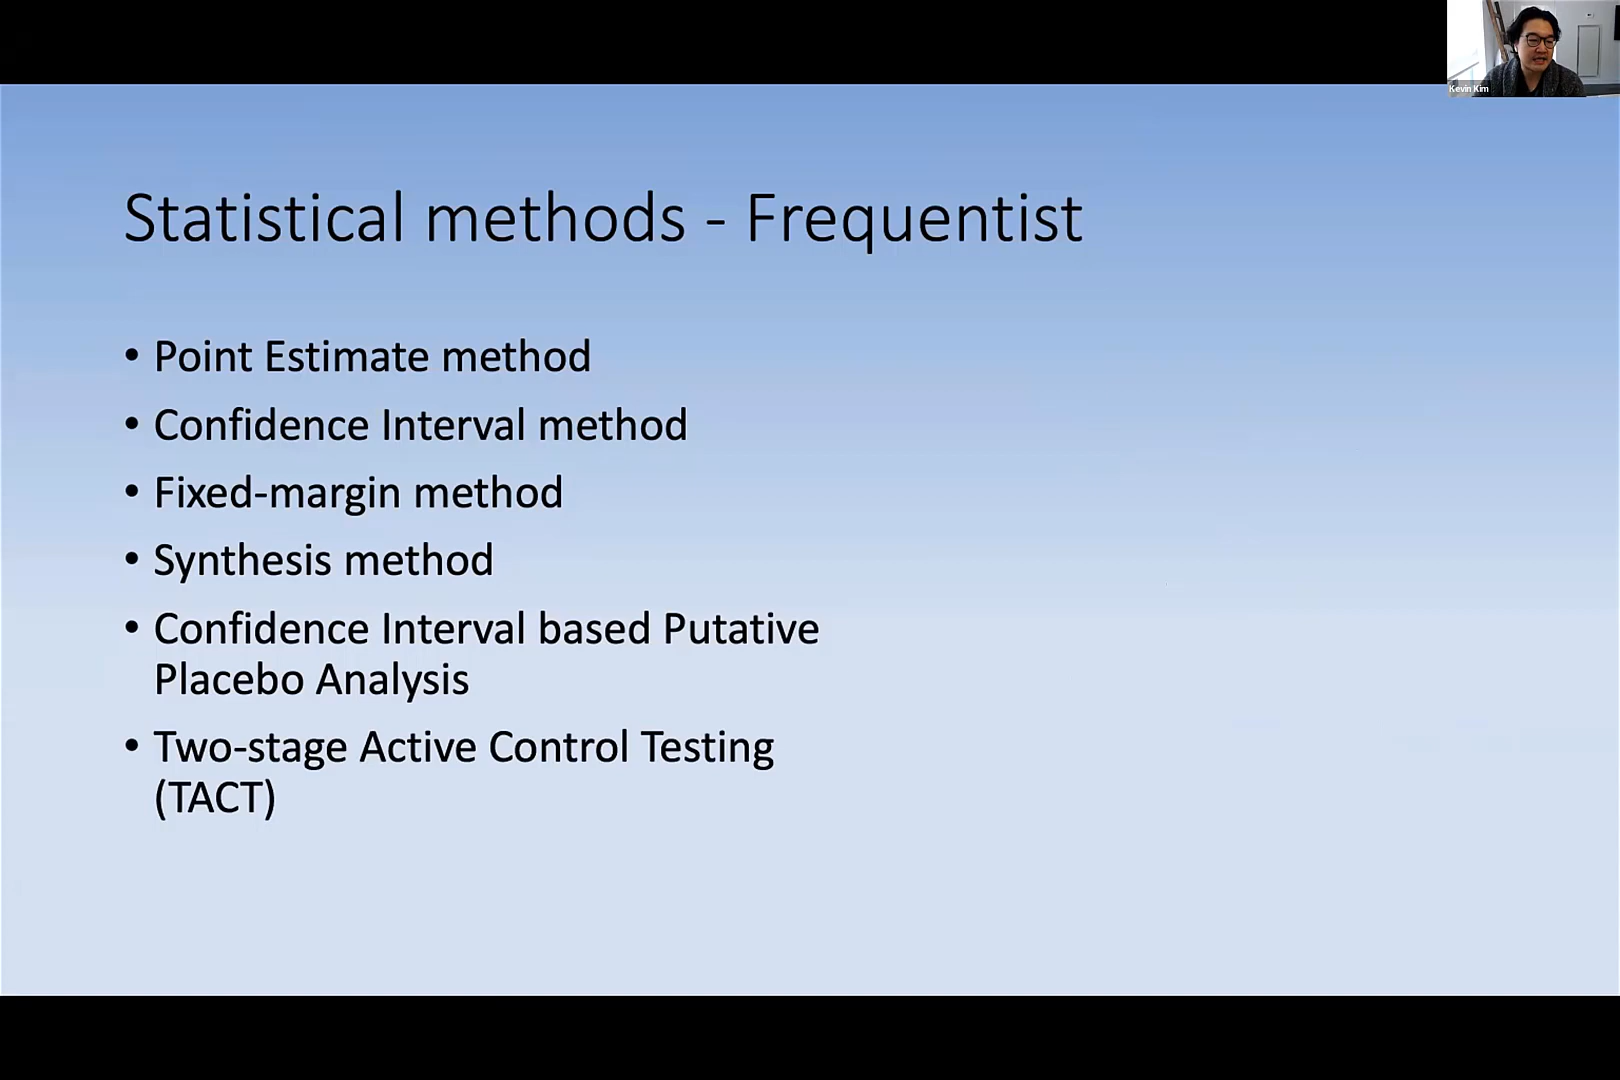 Kevin Kim
Statistical methods - Frequentist
• Point Estimate method
• Confidence Interval method
• Fixed-margin method
• Synthesis method
• Confidence Interval based Putative
Placebo Analysis
• Two-stage Active Control Testing
(TACT)